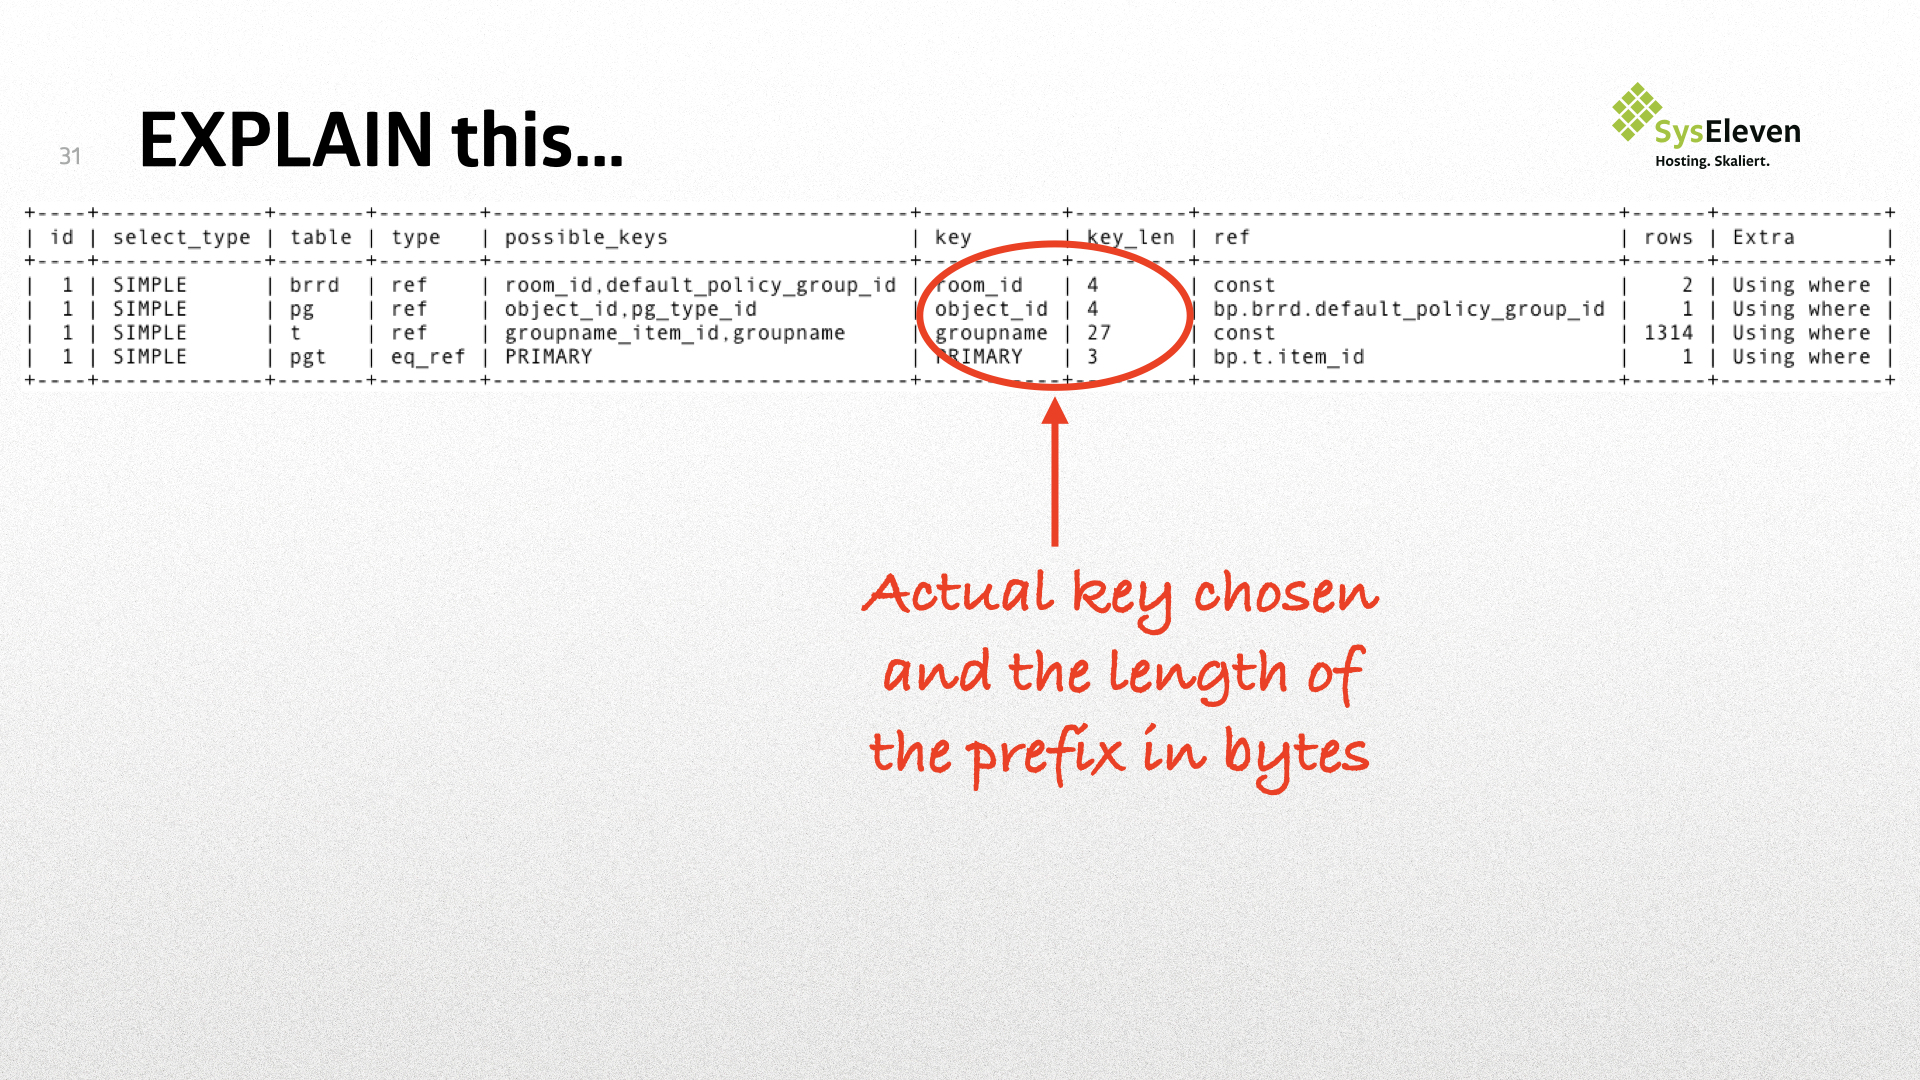 31
EXPLAIN this...
SysEleven
Hosting. Skaliert.
+----+-------------+-------+--------+---------------------------------+-----------+---------+---------------------------------+------+-------------+
| id | select_type | table | type | possible_keys | key | key_len | ref | rows | Extra |
+----+-------------+-------+--------+---------------------------------+-----------+---------+---------------------------------+------+-------------+
| 1 | SIMPLE | brrd | ref | room_id,default_policy_group_id | room_id | 4 | const | 2 | Using where |
| 1 | SIMPLE | pg | ref | object_id,pg_type_id | object_id | 4 | bp.brrd.default_policy_group_id | 1 | Using where |
| 1 | SIMPLE | t | ref | groupname_item_id,groupname | groupname | 27 | const | 1314 | Using where |
| 1 | SIMPLE | pgt | eq_ref | PRIMARY | PRIMARY | 3 | bp.t.item_id | 1 | Using where |
+----+-------------+-------+--------+---------------------------------+-----------+---------+---------------------------------+------+-------------+
Actual key chosen
and the length of
the prefix in bytes